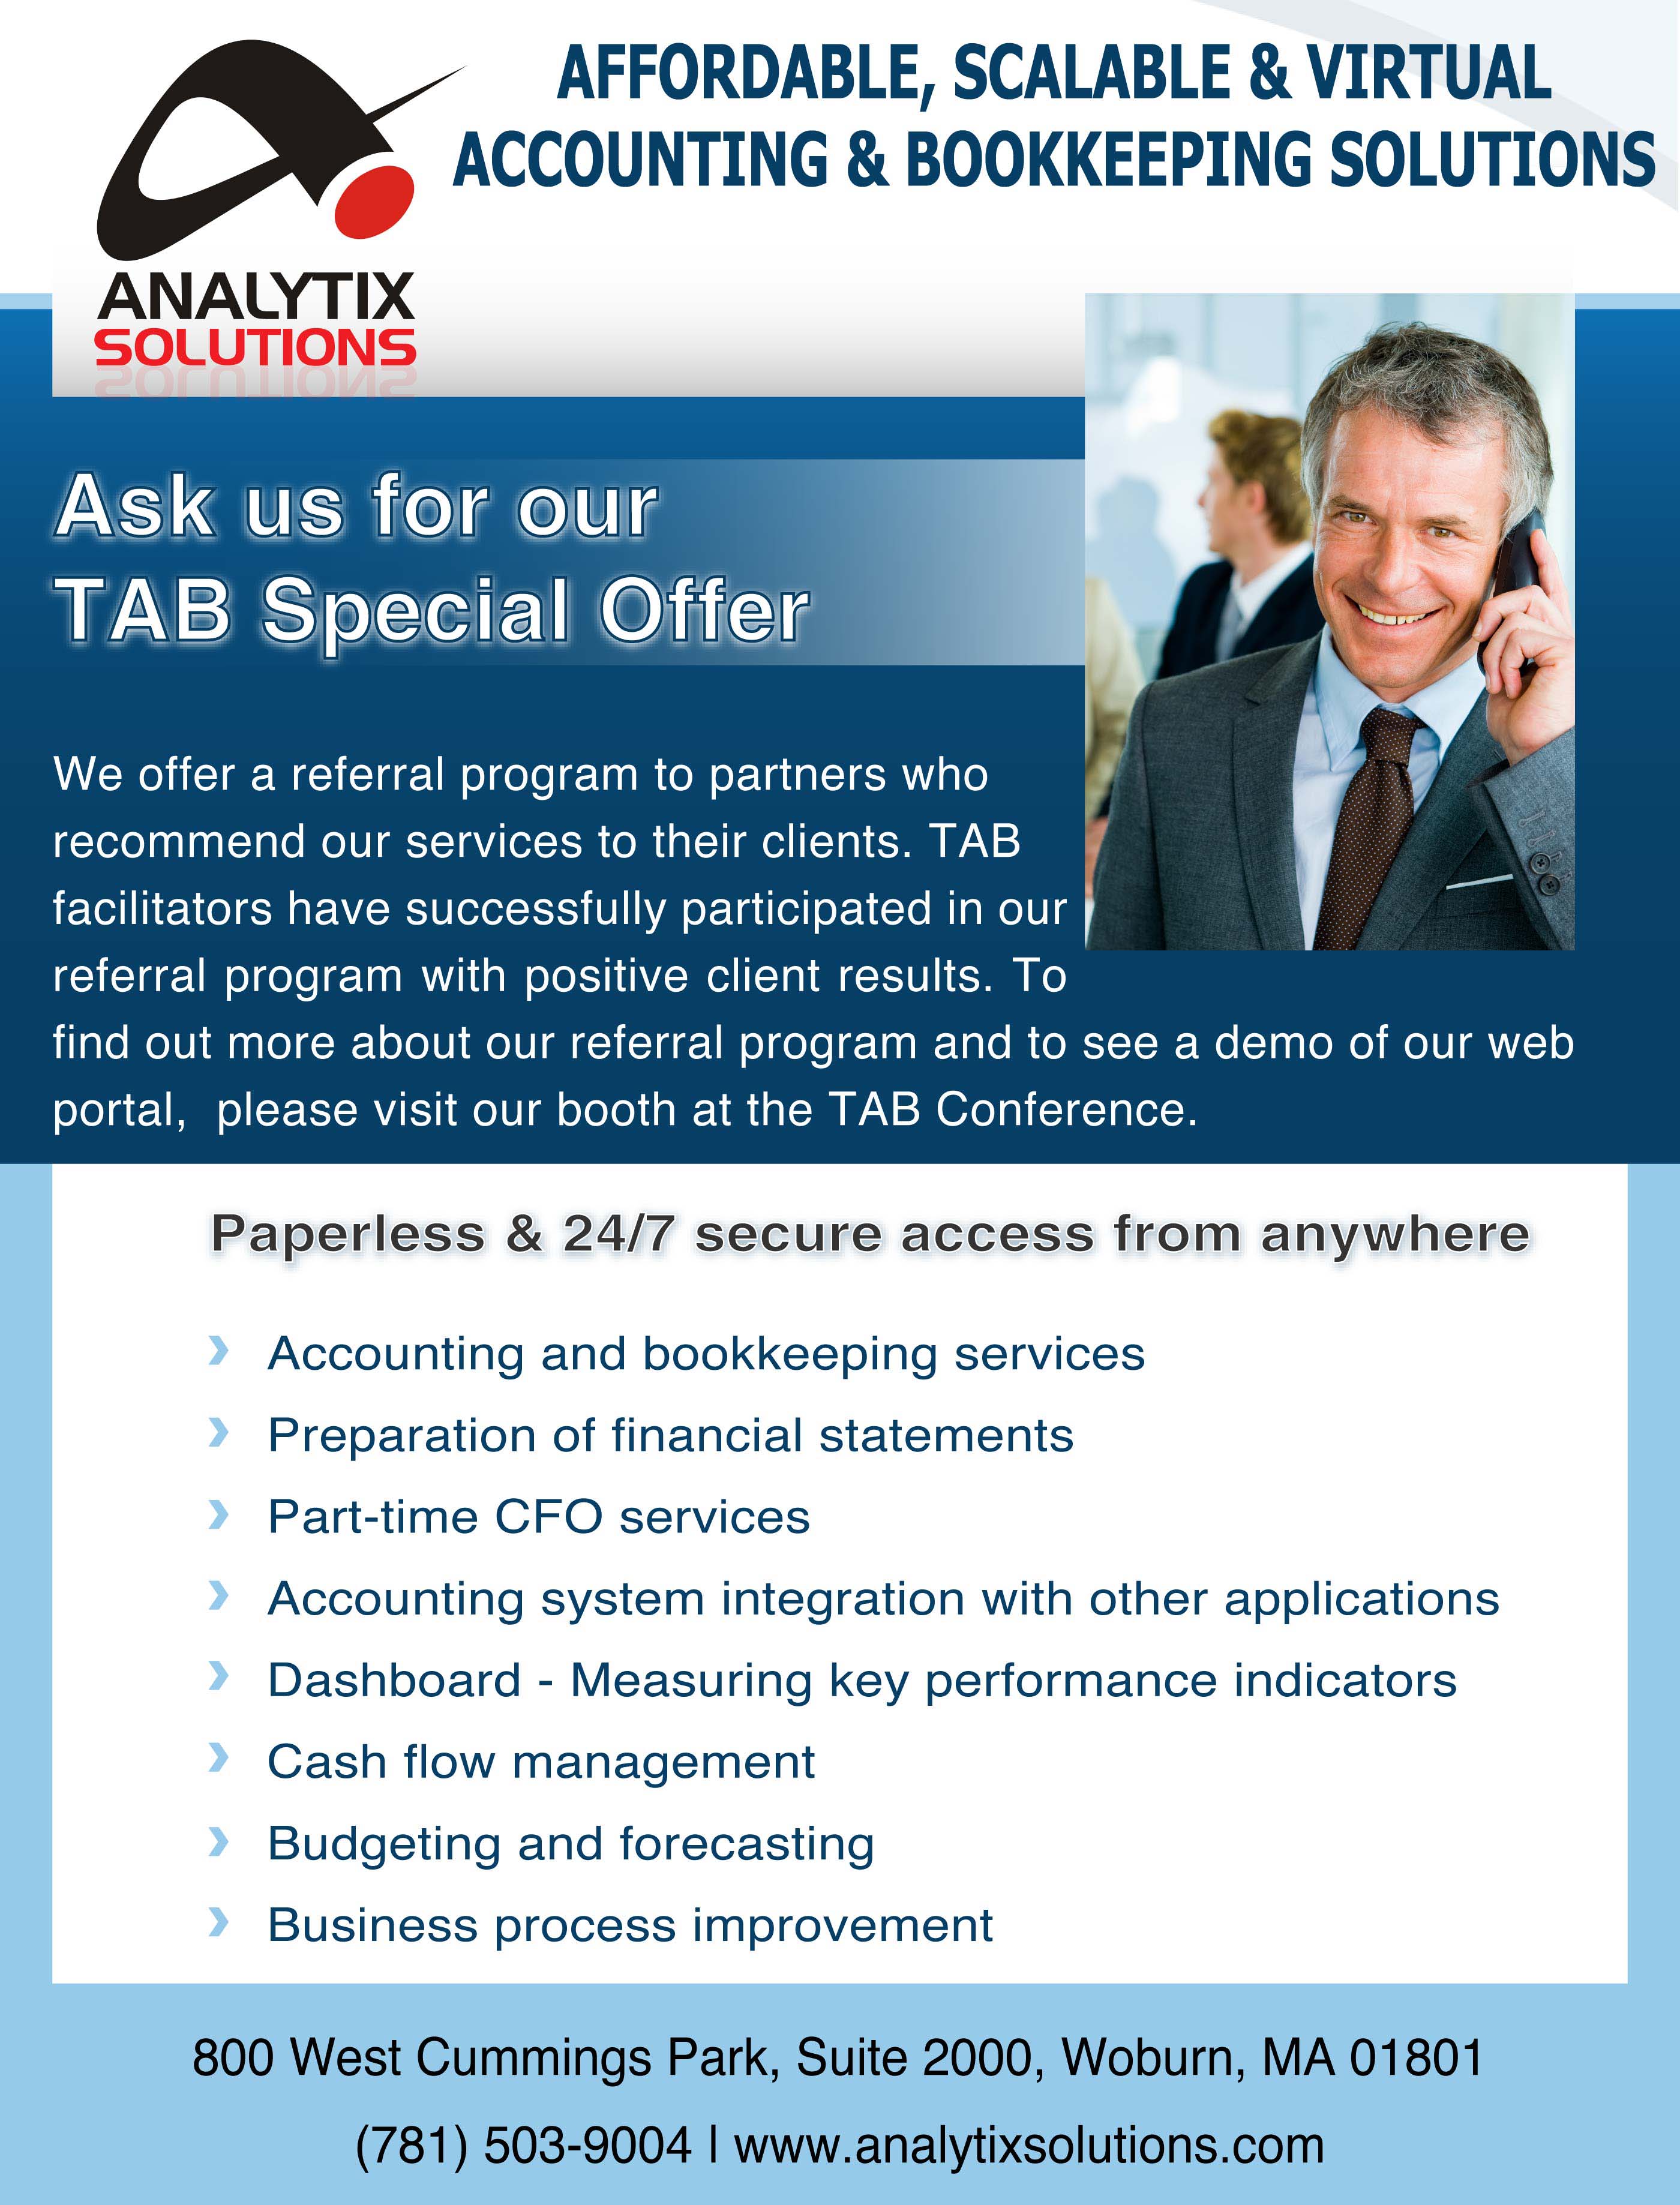 AFFORDABLE, SCALABLE & VIRTUAL
ACCOUNTING & BOOKKEEPING SOLUTIONS
ANALYTIX
SOLUTIONS
Ask us for our
TAB Special Offer
We offer a referral program to partners who
recommend our services to their clients. TAB
facilitators have successfully participated in our
referral program with positive client results. To
find out more about our referral program and to see a demo of our web
portal,  please visit our booth at the TAB Conference.
Paperless & 24/7 secure access from anywhere
› Accounting and bookkeeping services
› Preparation of financial statements
› Part-time CFO services
› Accounting system integration with other applications
› Dashboard - Measuring key performance indicators
› Cash flow management
› Budgeting and forecasting
› Business process improvement
800 West Cummings Park, Suite 2000, Woburn, MA 01801
(781) 503-9004 | www.analytixsolutions.com